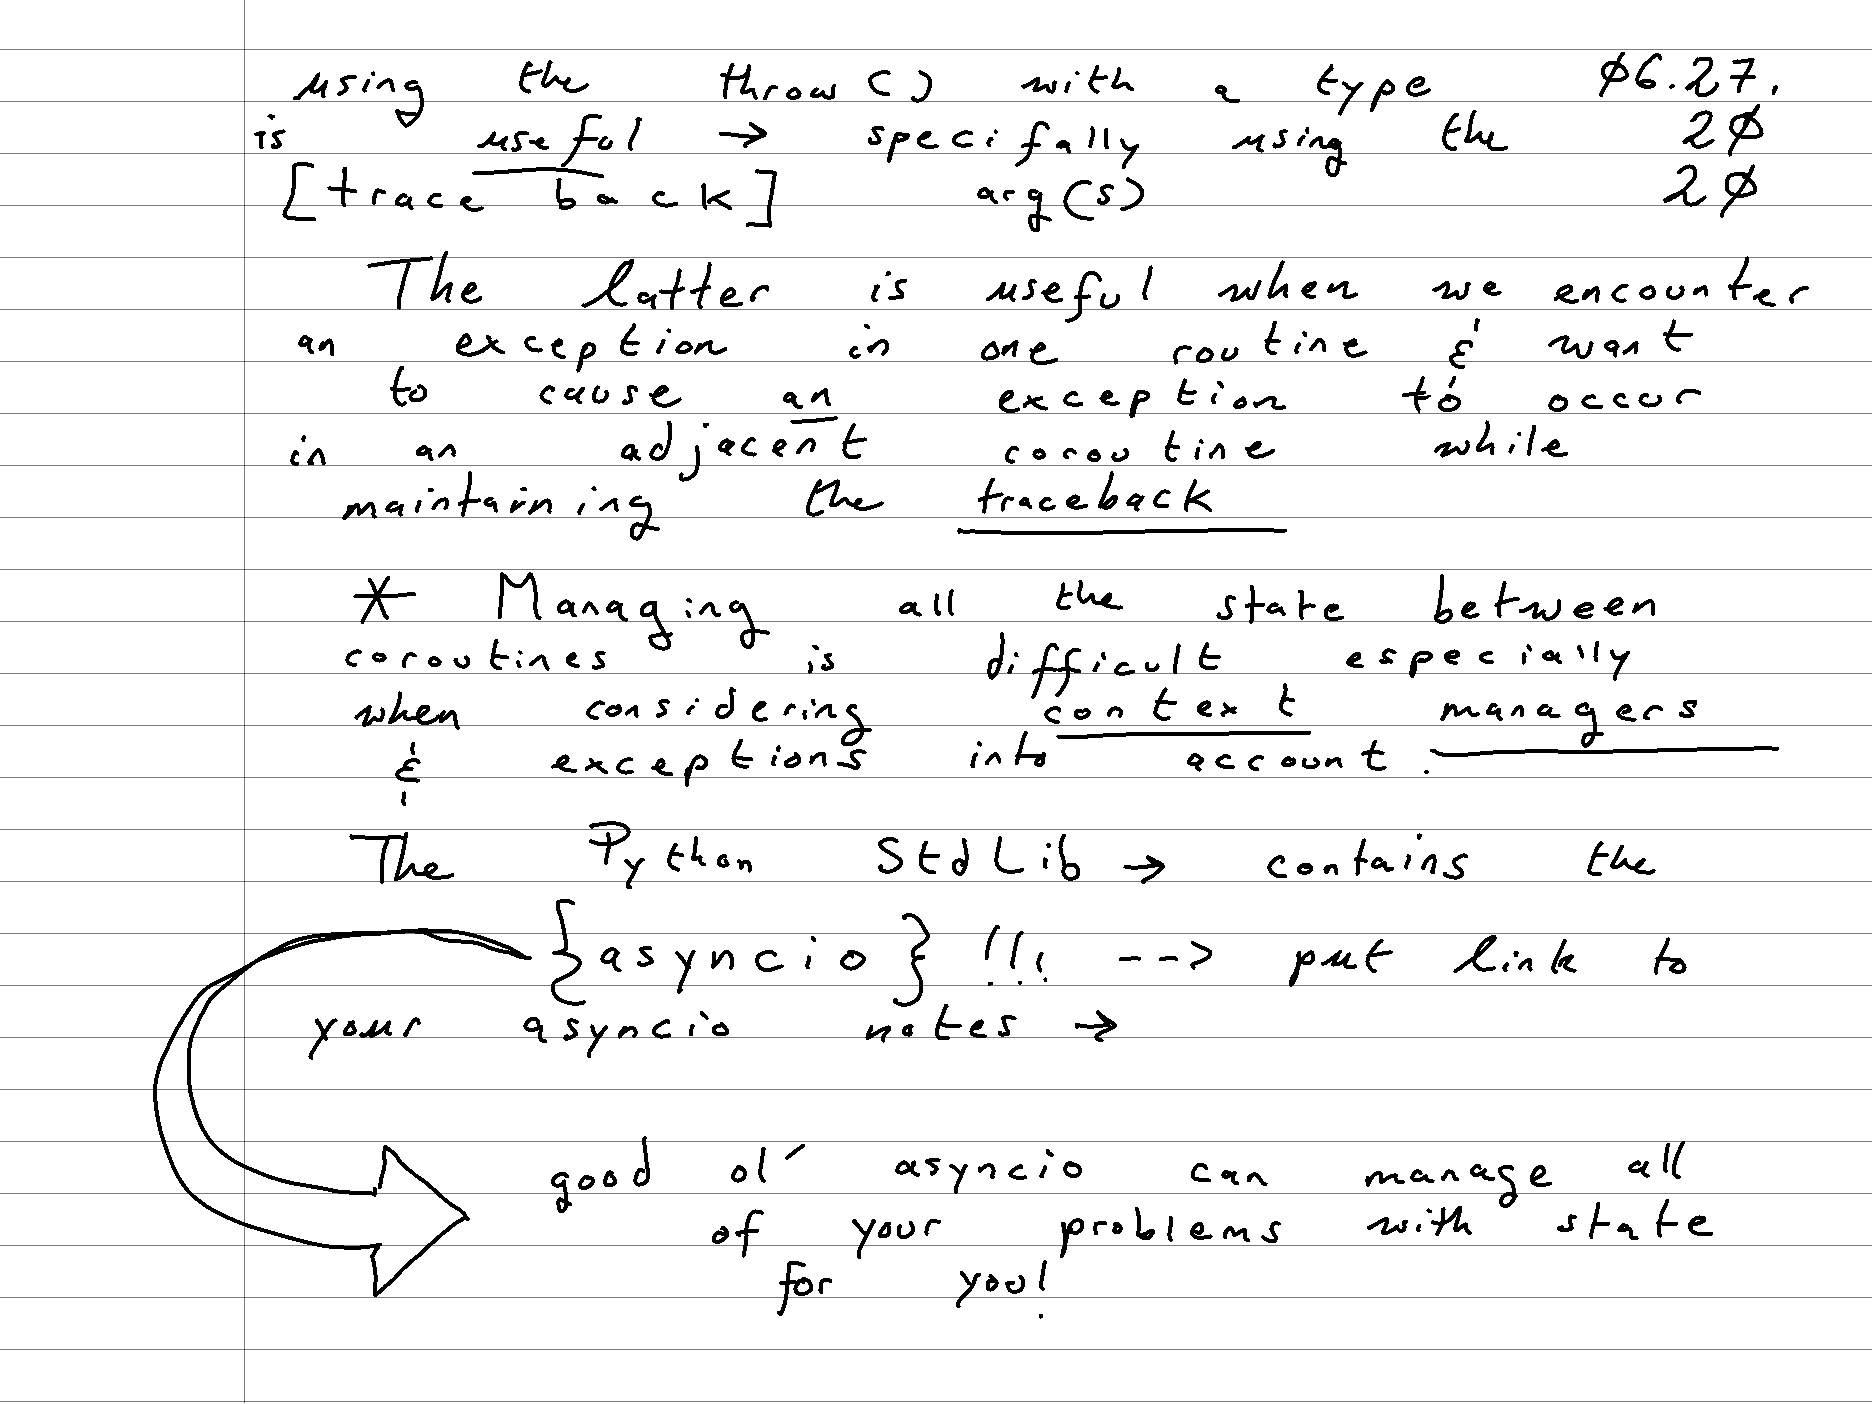 using the throw() with a type Ø6.27.
is useful → specifally using the 2Ø
[traceback] arg(s) 2Ø
The latter is useful when we encounter
an exception in one routine & want
to cause an exception to occur
in an adjacent coroutine while
maintaining the traceback
* Managing all the state between
coroutines is difficult especially
when considering context managers
& exceptions into account.
The Python StdLib → contains the
{asyncio} !!! --> put link to
your asyncio notes →
good ol' asyncio can manage all
of your problems with state
for you!